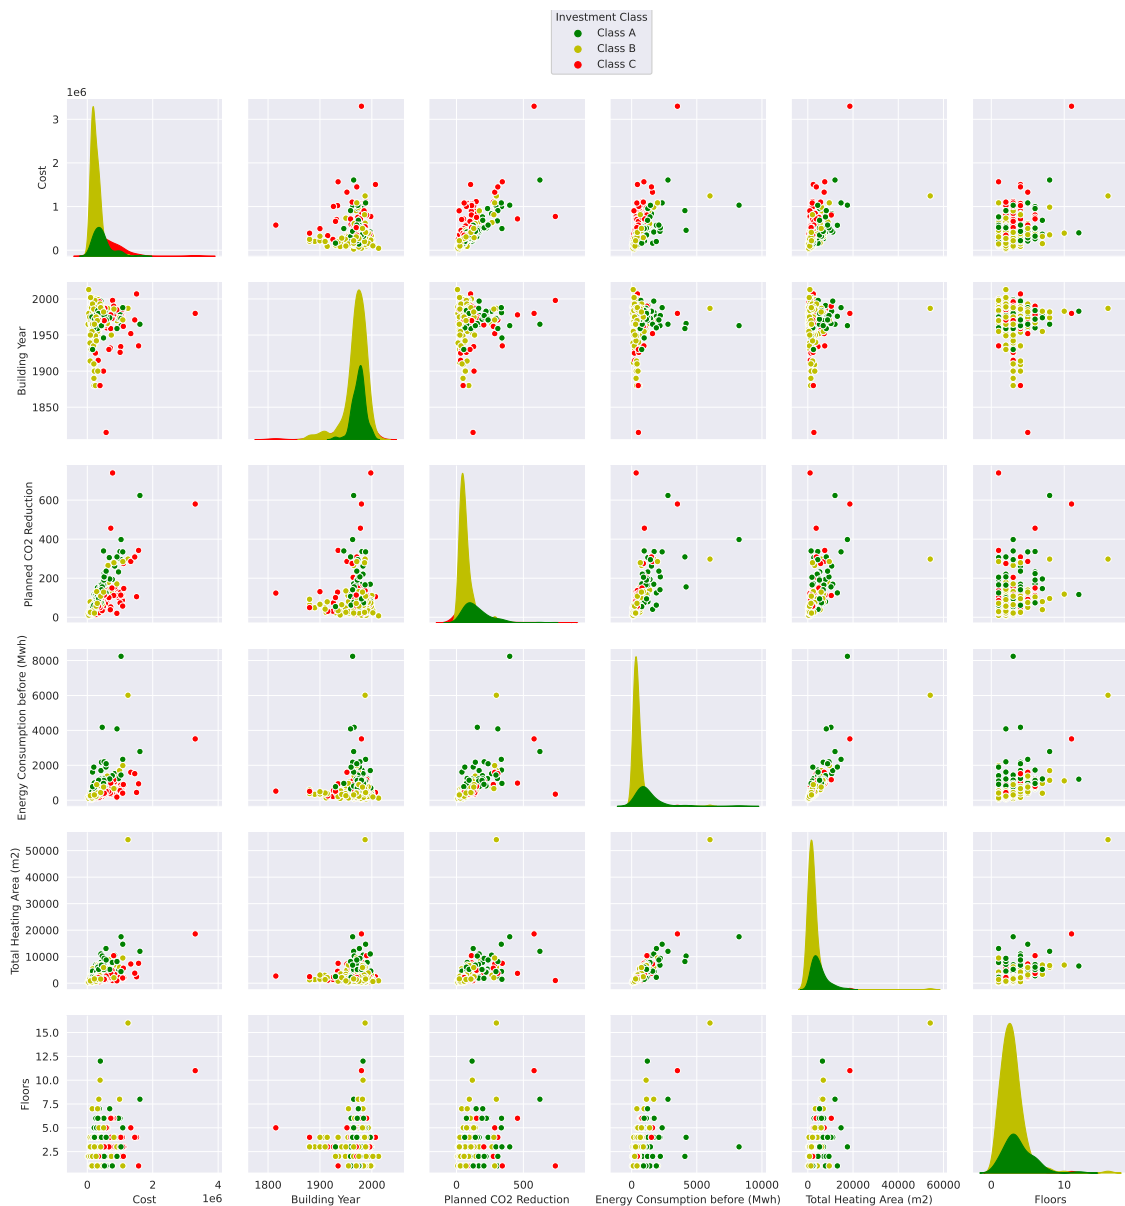 Investment Class
Class A
Class B
Class C
1e6
3
2
1
0
Cost
2000
1950
1900
1850
Building Year
600
400
200
0
Planned CO2 Reduction
8000
6000
4000
2000
0
Energy Consumption before (Mwh)
50000
40000
30000
20000
10000
0
Total Heating Area (m2)
15.0
12.5
10.0
7.5
5.0
2.5
Floors
0 2 4
1e6
Cost
1800 1900 2000
Building Year
0 500
Planned CO2 Reduction
0 5000 10000
Energy Consumption before (Mwh)
0 20000 40000 60000
Total Heating Area (m2)
0 10
Floors